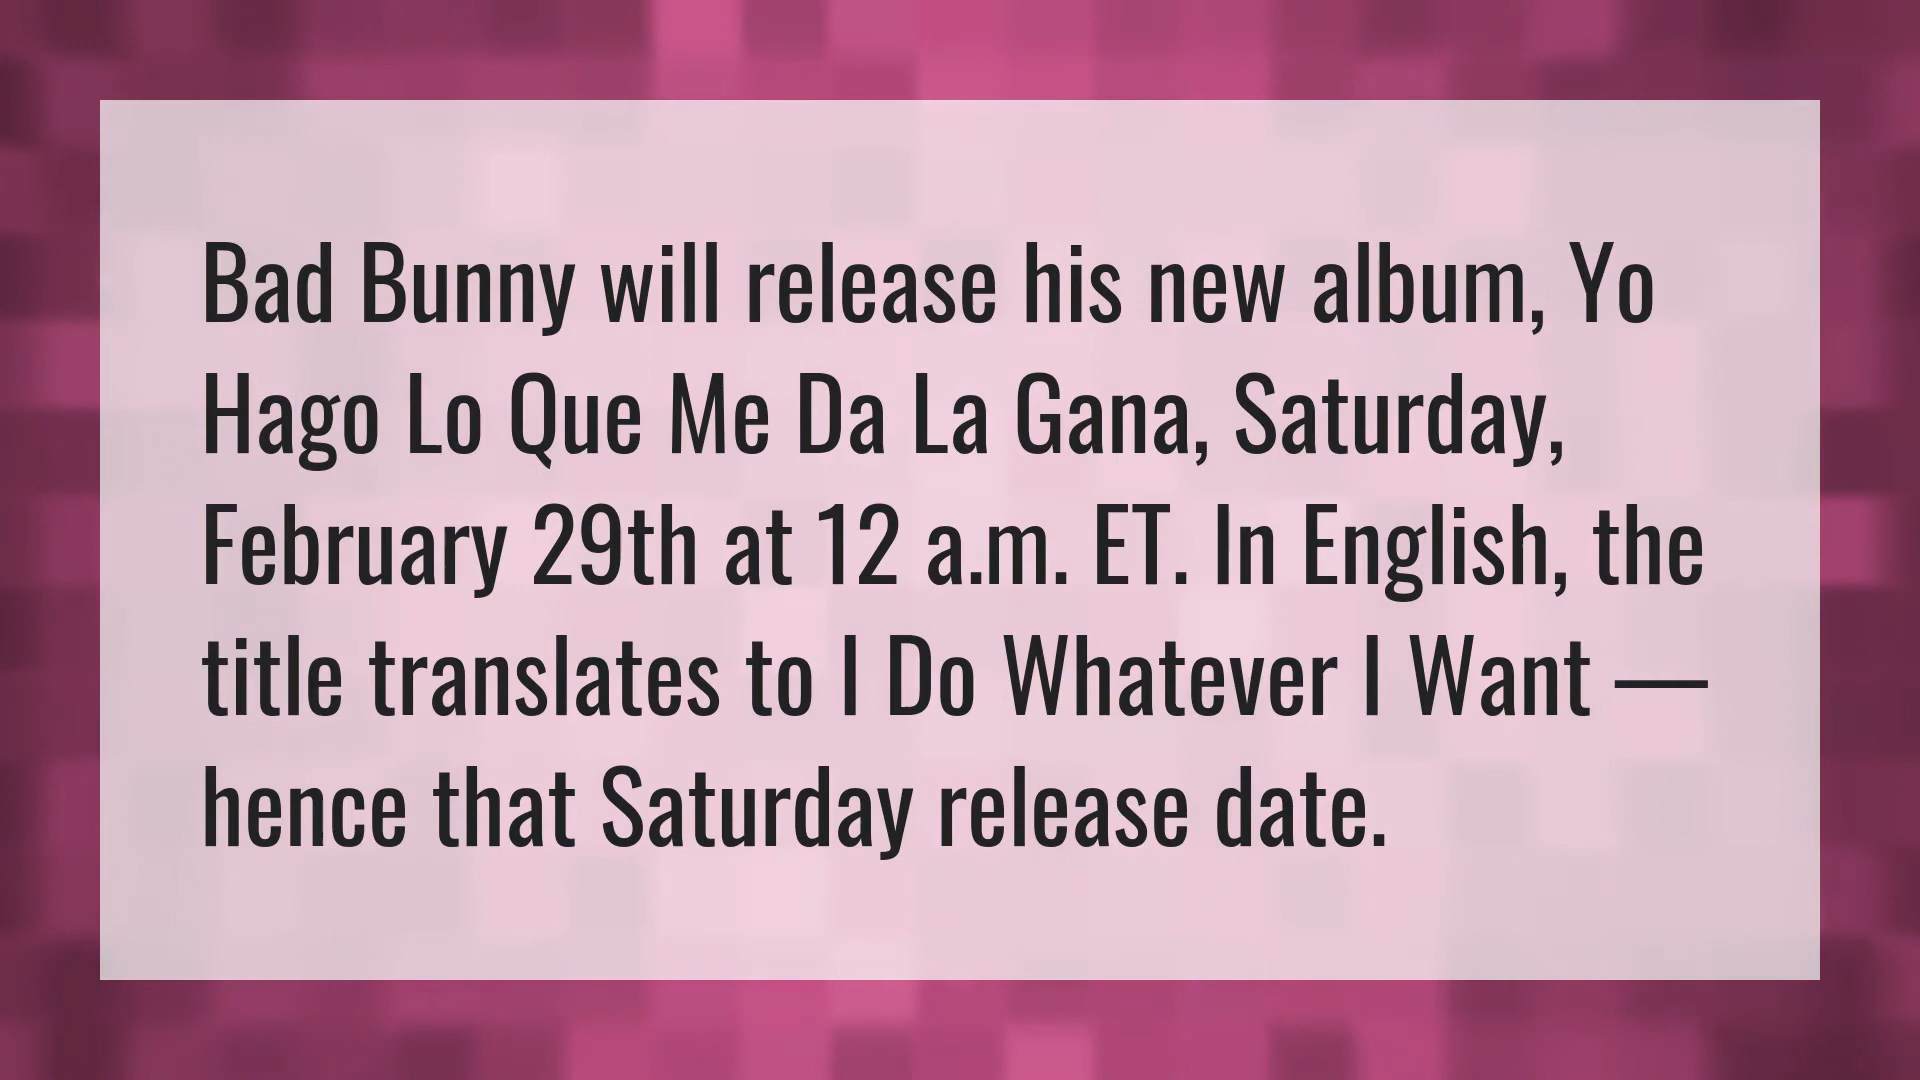 Bad Bunny will release his new album, Yo
Hago Lo Que Me Da La Gana, Saturday,
February 29th at 12 a.m. ET. In English, the
title translates to I Do Whatever I Want —
hence that Saturday release date.